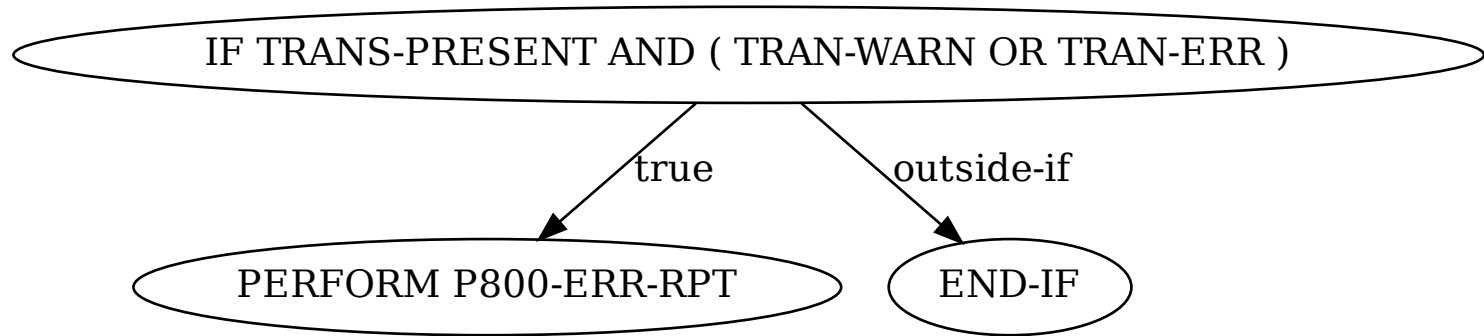 IF TRANS-PRESENT AND ( TRAN-WARN OR TRAN-ERR )
true
outside-if
PERFORM P800-ERR-RPT
END-IF